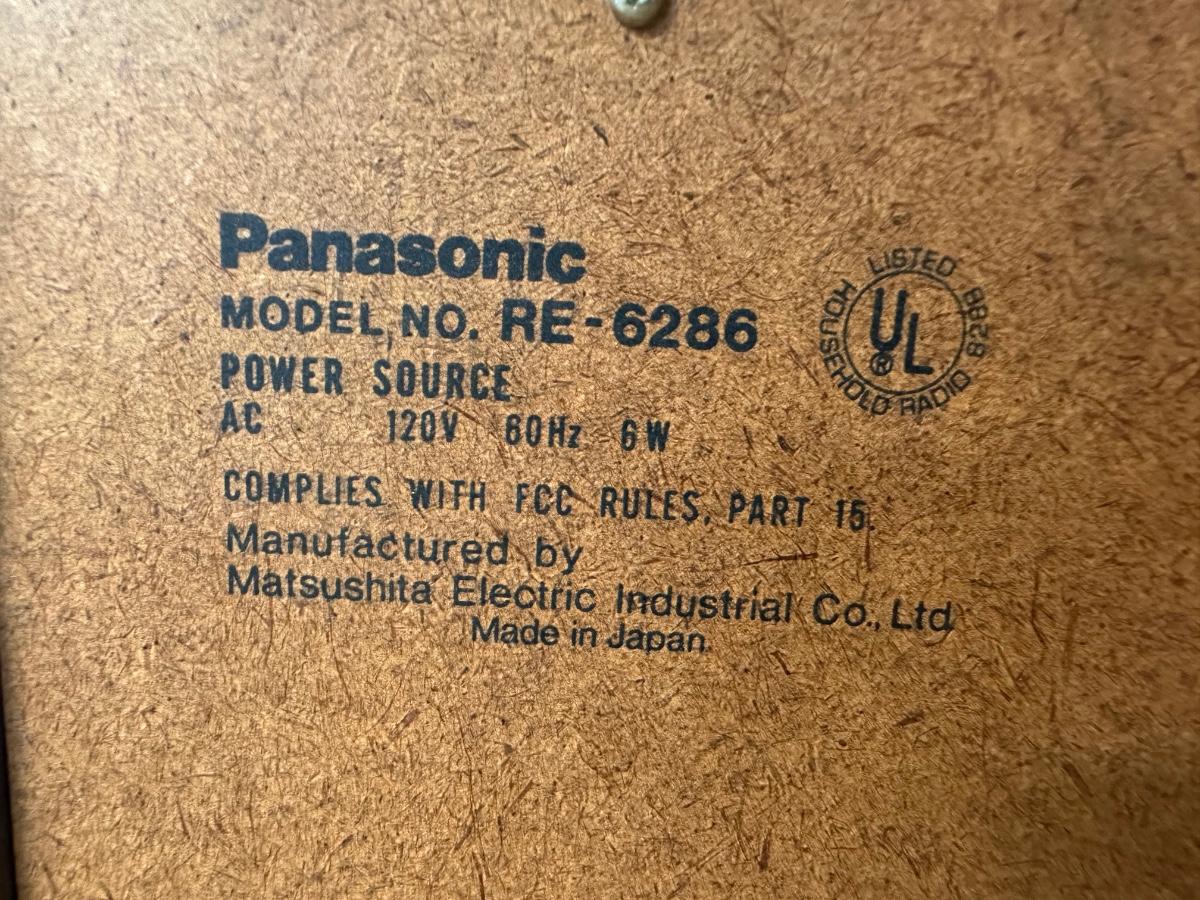 Panasonic
MODEL NO. RE-6286
POWER SOURCE
AC 120V 60Hz 6W
COMPLIES WITH FCC RULES, PART 15.
Manufactured by
Matsushita Electric Industrial Co., Ltd.
Made in Japan
LISTED 882B
UL®
HOUSEHOLD RADIO